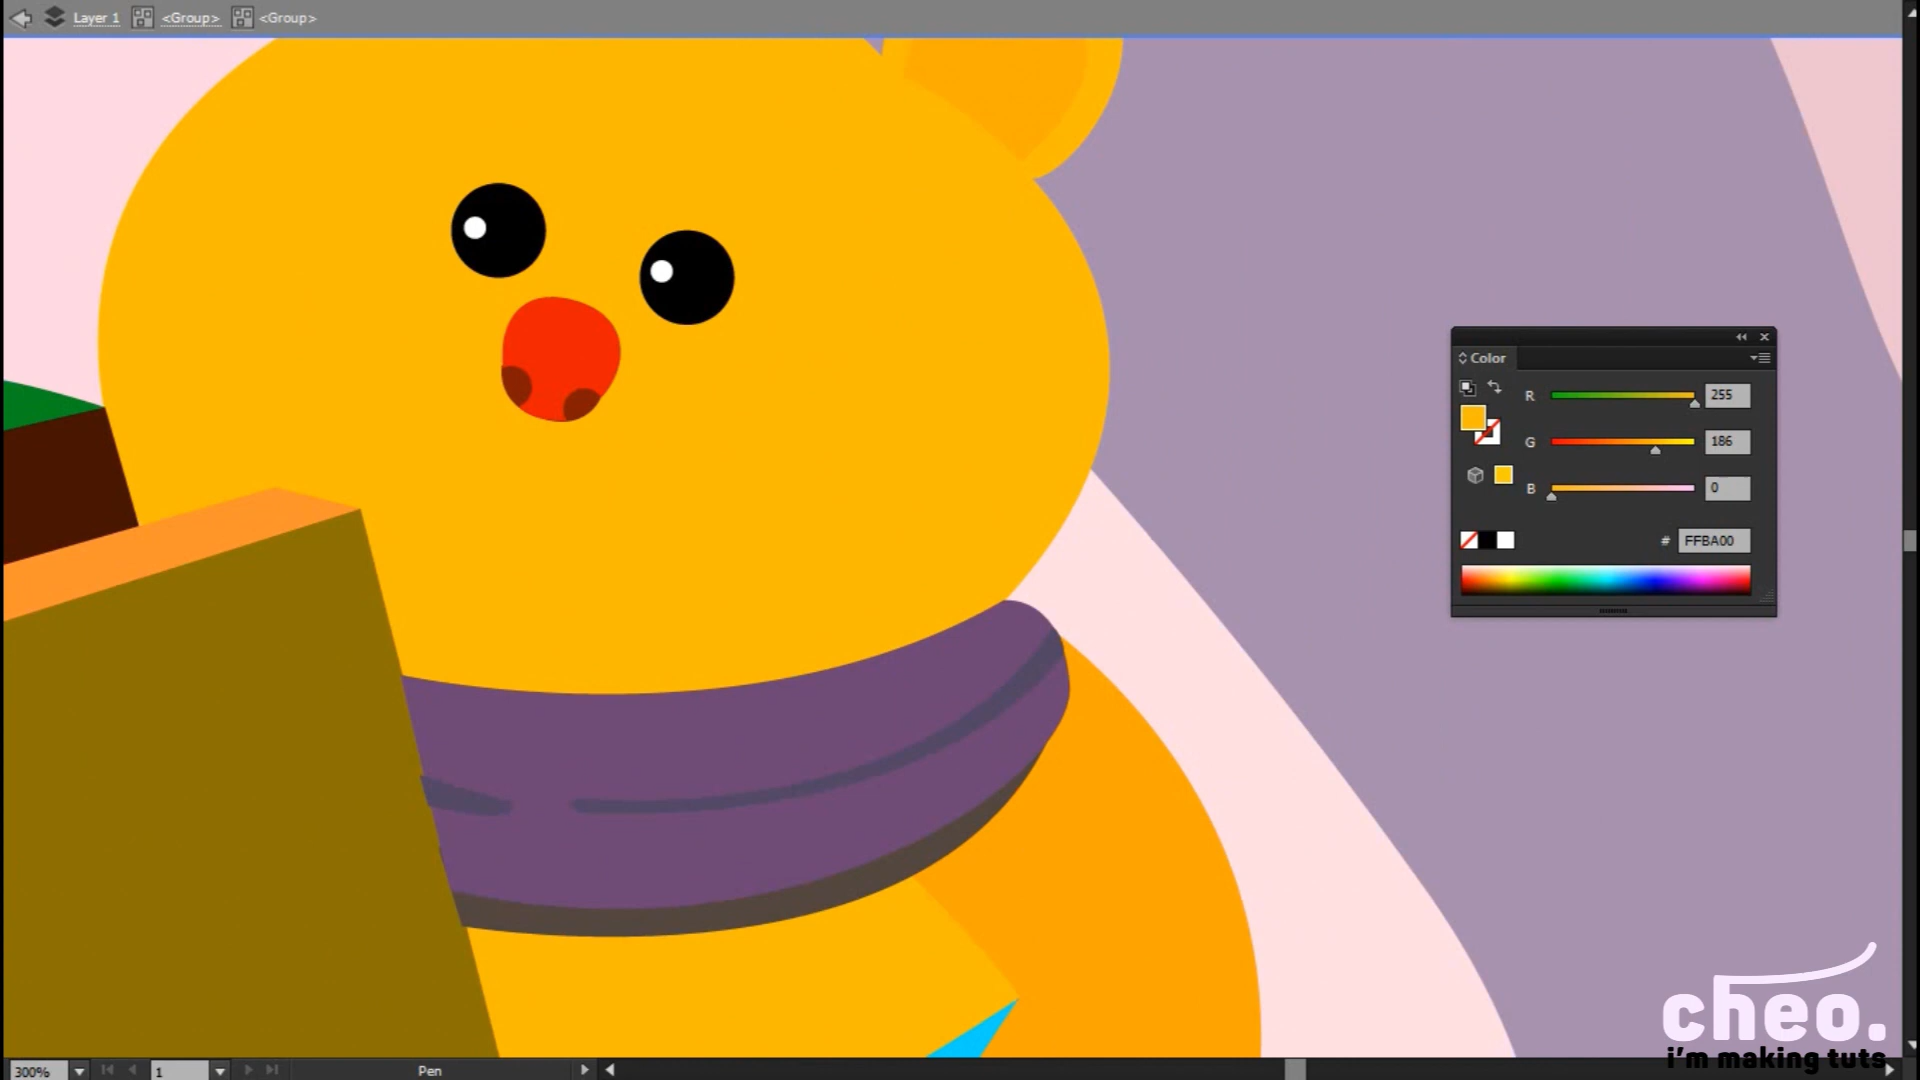 Layer 1 <Group> <Group>
Color
R 255
G 186
B 0
# FFBA00
cheo.
i'm making tuts
300% 1 Pen